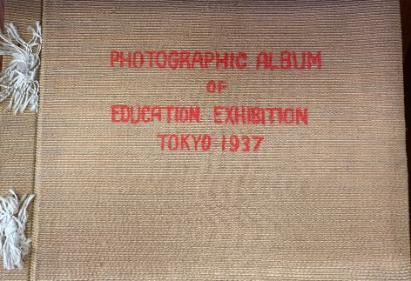 PHOTOGRAPHIC ALBUM
OF
EDUCATION EXHIBITION
TOKYO 1937